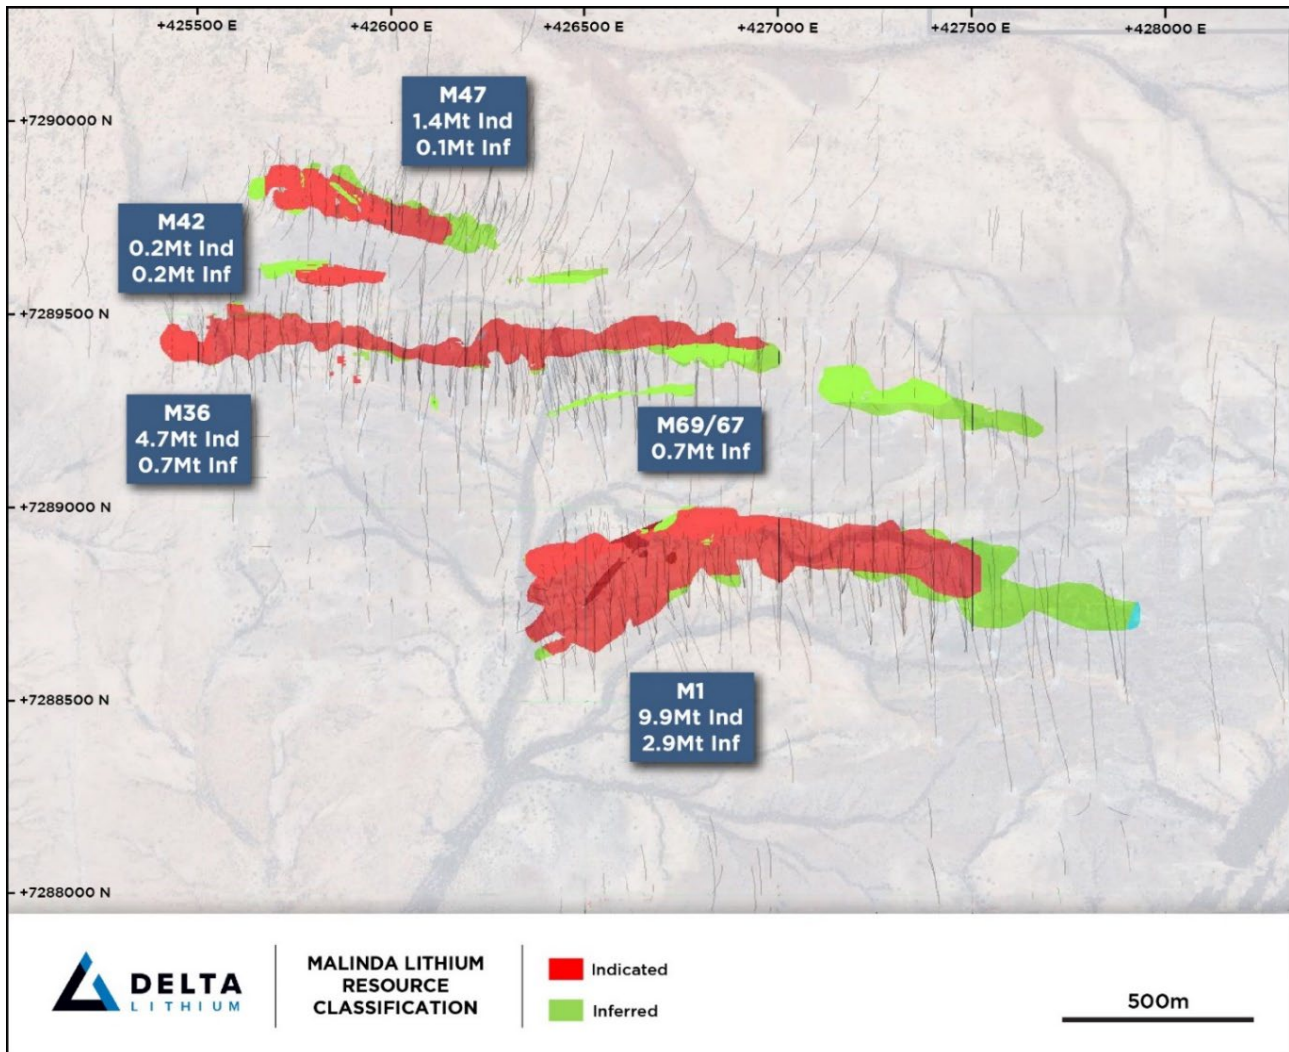 +425500 E
+426000 E
+426500 E
+427000 E
+427500 E
+428000 E
+7290000 N
+7289500 N
+7289000 N
+7288500 N
+7288000 N
M47
1.4Mt Ind
0.1Mt Inf
M42
0.2Mt Ind
0.2Mt Inf
M36
4.7Mt Ind
0.7Mt Inf
M69/67
0.7Mt Inf
M1
9.9Mt Ind
2.9Mt Inf
DELTA
LITHIUM
MALINDA LITHIUM
RESOURCE
CLASSIFICATION
Indicated
Inferred
500m